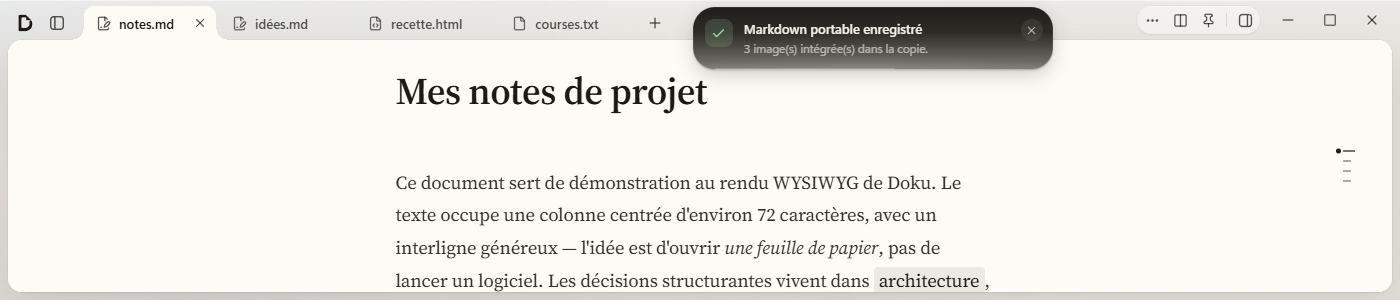 notes.md
idées.md
recette.html
courses.txt
Markdown portable enregistré
3 image(s) intégrée(s) dans la copie.
Mes notes de projet
Ce document sert de démonstration au rendu WYSIWYG de Doku. Le
texte occupe une colonne centrée d'environ 72 caractères, avec un
interligne généreux — l'idée est d'ouvrir une feuille de papier, pas de
lancer un logiciel. Les décisions structurantes vivent dans architecture ,